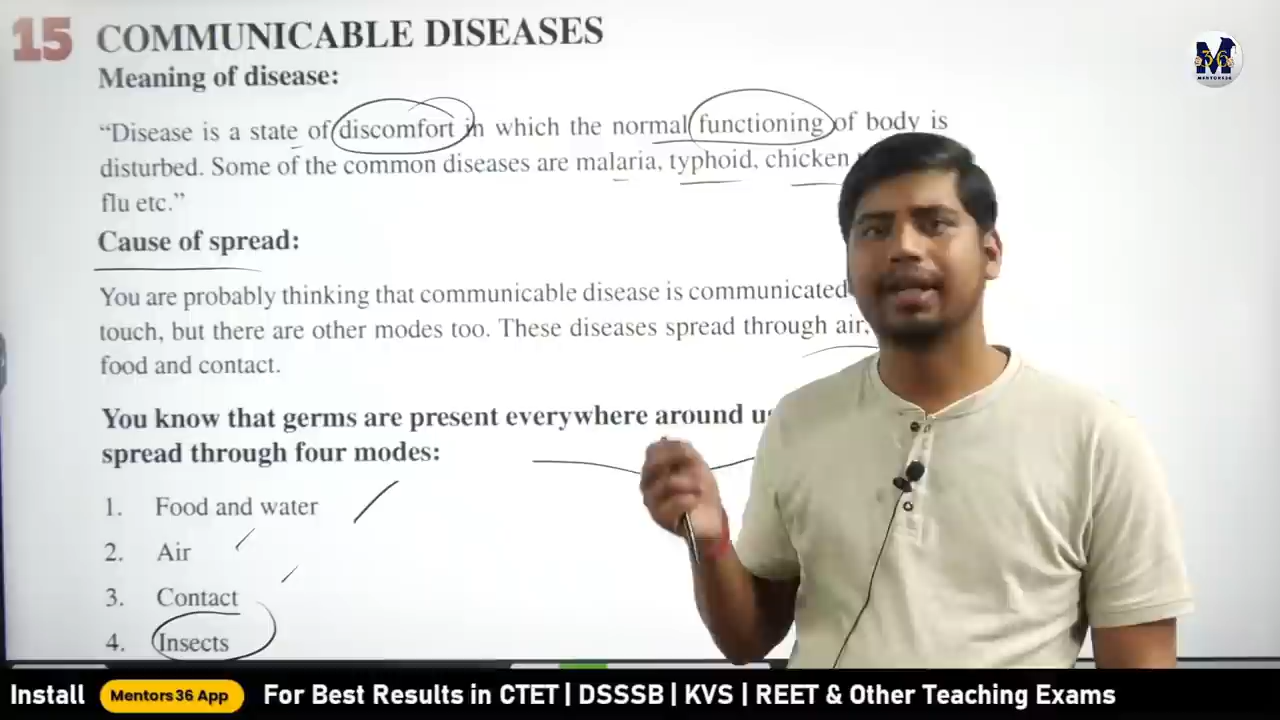 15 COMMUNICABLE DISEASES
Meaning of disease:
“Disease is a state of discomfort in which the normal functioning of body is
disturbed. Some of the common diseases are malaria, typhoid, chicken
flu etc.”
Cause of spread:
You are probably thinking that communicable disease is communicated
touch, but there are other modes too. These diseases spread through air,
food and contact.
You know that germs are present everywhere around us
spread through four modes:
1. Food and water
2. Air
3. Contact
4. Insects
M
36
MENTORS36
Install Mentors36 App For Best Results in CTET | DSSSB | KVS | REET & Other Teaching Exams